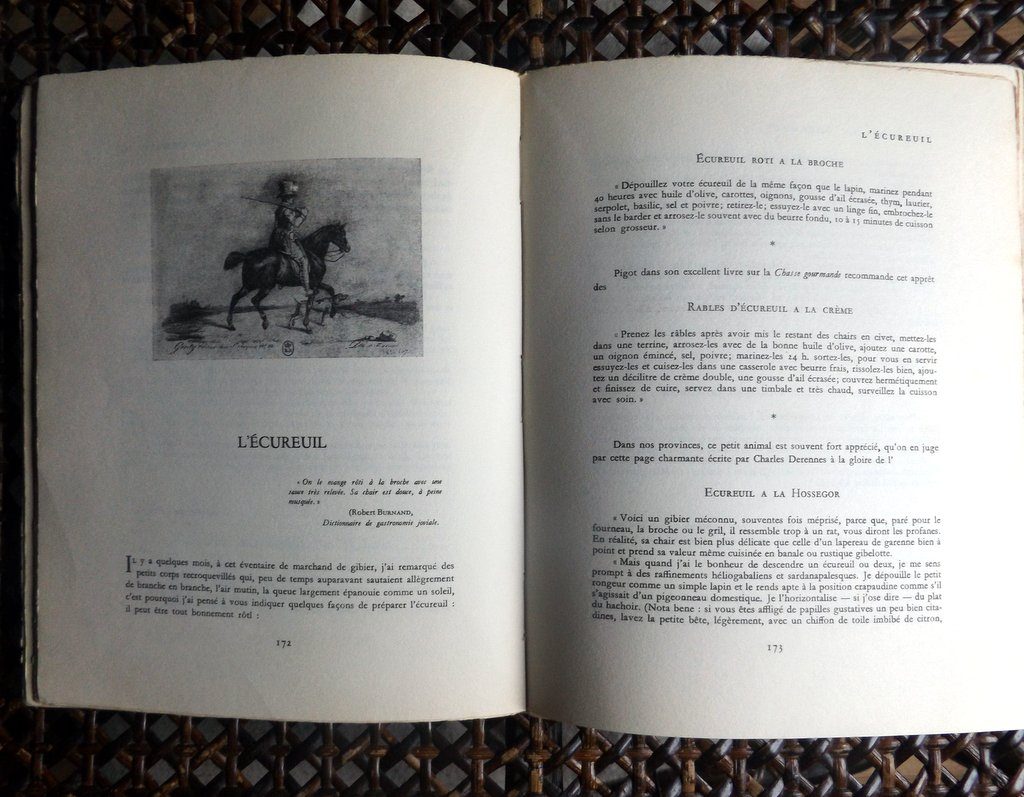 L'ÉCUREUIL
« On le mange rôti à la broche avec une
sauce très relevée. Sa chair est douce, à peine
musquée. »
(Robert BURNAND,
Dictionnaire de gastronomie joviale.
IL y a quelques mois, à cet éventaire de marchand de gibier, j'ai remarqué des
petits corps recroquevillés qui, peu de temps auparavant sautaient allègrement
de branche en branche, l'air mutin, la queue largement épanouie comme un soleil,
c'est pourquoi j'ai pensé à vous indiquer quelques façons de préparer l'écureuil :
il peut être tout bonnement rôti :
172
L'ÉCUREUIL
ÉCUREUIL ROTI A LA BROCHE
« Dépouillez votre écureuil de la même façon que le lapin, marinez pendant
40 heures avec huile d'olive, carottes, oignons, gousse d'ail écrasée, thym, laurier,
serpolet, basilic, sel et poivre; retirez-le; essuyez-le avec un linge fin, embrochez-le
sans le barder et arrosez-le souvent avec du beurre fondu, 10 à 15 minutes de cuisson
selon grosseur. »
*
Pigot dans son excellent livre sur la Chasse gourmande recommande cet apprêt
des
RABLES D'ÉCUREUIL A LA CRÈME
« Prenez les râbles après avoir mis le restant des chairs en civet, mettez-les
dans une terrine, arrosez-les avec de la bonne huile d'olive, ajoutez une carotte,
un oignon émincé, sel, poivre; marinez-les 24 h. sortez-les, pour vous en servir
essuyez-les et cuisez-les dans une casserole avec beurre frais, rissolez-les bien, ajou-
tez un décilitre de crème double, une gousse d'ail écrasée; couvrez hermétiquement
et finissez de cuire, servez dans une timbale et très chaud, surveillez la cuisson
avec soin. »
*
Dans nos provinces, ce petit animal est souvent fort apprécié, qu'on en juge
par cette page charmante écrite par Charles Derennes à la gloire de l'
ECUREUIL A LA HOSSEGOR
« Voici un gibier méconnu, souventes fois méprisé, parce que, paré pour le
fourneau, la broche ou le gril, il ressemble trop à un rat, vous diront les profanes.
En réalité, sa chair est bien plus délicate que celle d'un lapereau de garenne bien à
point et prend sa valeur même cuisinée en banale ou rustique gibelotte.
« Mais quand j'ai le bonheur de descendre un écureuil ou deux, je me sens
prompt à des raffinements héliogabaliens et sardanapalesques. Je dépouille le petit
rongeur comme un simple lapin et le rends apte à la position crapaudine comme s'il
s'agissait d'un pigeonneau domestique. Je l'horizontalise — si j'ose dire — du plat
du hachoir. (Nota bene : si vous êtes affligé de papilles gustatives un peu bien cita-
dines, lavez la petite bête, légèrement, avec un chiffon de toile imbibé de citron,
173